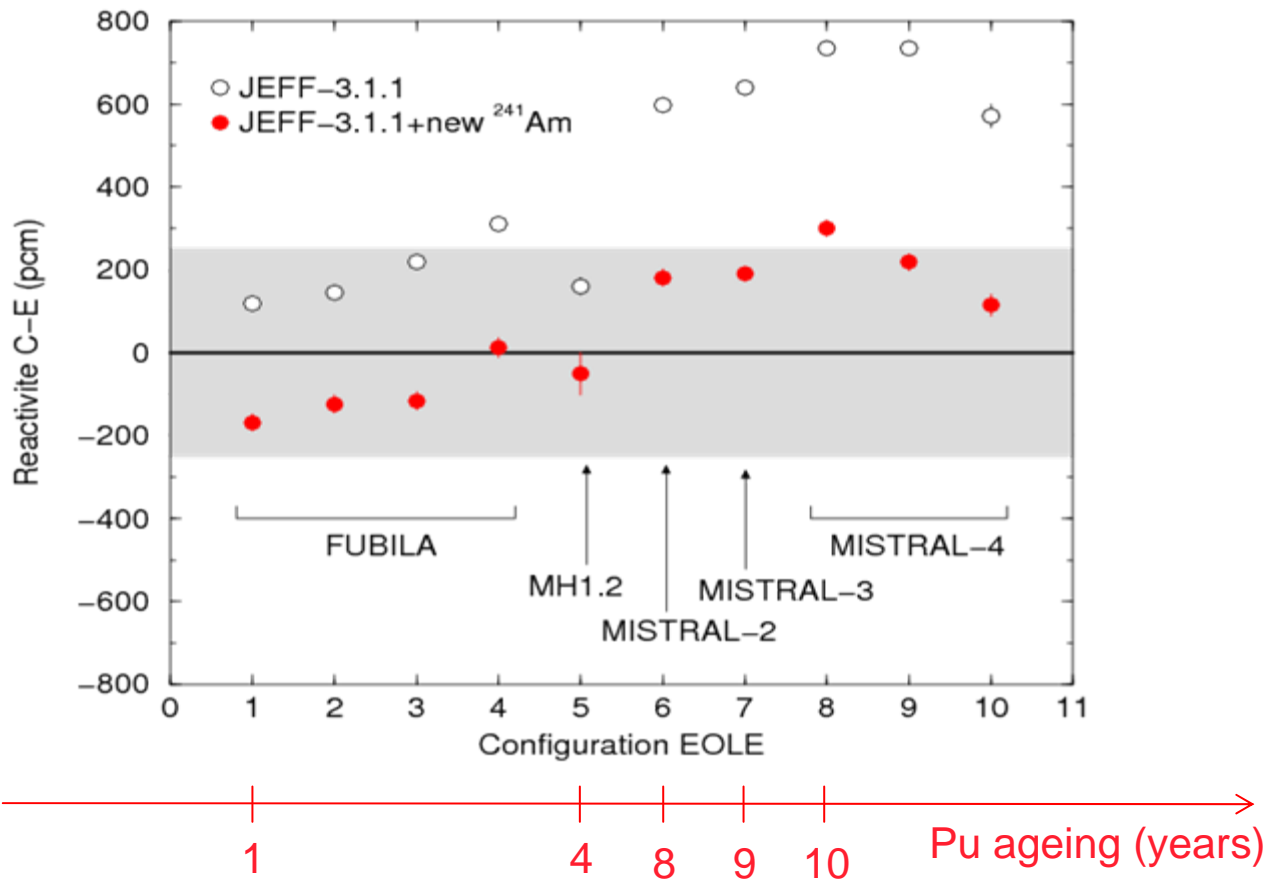 800
600
400
200
0
−200
−400
−600
−800
Reactivite C−E (pcm)
JEFF−3.1.1
JEFF−3.1.1+new 241Am
FUBILA
MH1.2
MISTRAL−2
MISTRAL−3
MISTRAL−4
0 1 2 3 4 5 6 7 8 9 10 11
Configuration EOLE
1 4 8 9 10
Pu ageing (years)